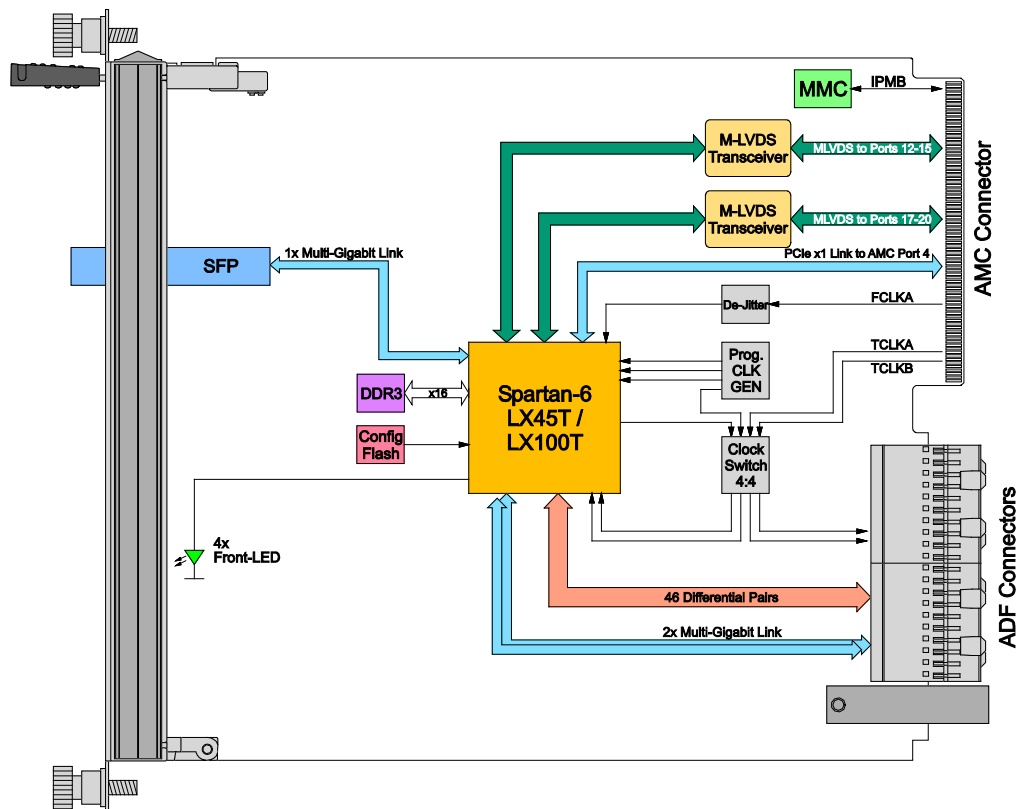 MMC
IPMB
M-LVDS
Transceiver
MLVDS to Ports 12-15
M-LVDS
Transceiver
MLVDS to Ports 17-20
AMC Connector
SFP
1x Multi-Gigabit Link
PCIe x1 Link to AMC Port 4
De-Jitter
FCLKA
TCLKA
TCLKB
Prog.
CLK
GEN
Spartan-6
LX45T /
LX100T
DDR3
x16
Config
Flash
Clock
Switch
4:4
4x
Front-LED
46 Differential Pairs
2x Multi-Gigabit Link
ADF Connectors